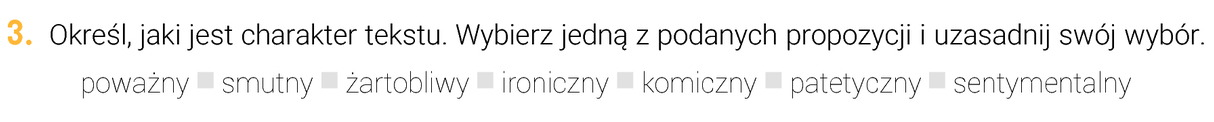 3. Określ, jaki jest charakter tekstu. Wybierz jedną z podanych propozycji i uzasadnij swój wybór.
poważny ■ smutny ■ żartobliwy ■ ironiczny ■ komiczny ■ patetyczny ■ sentymentalny